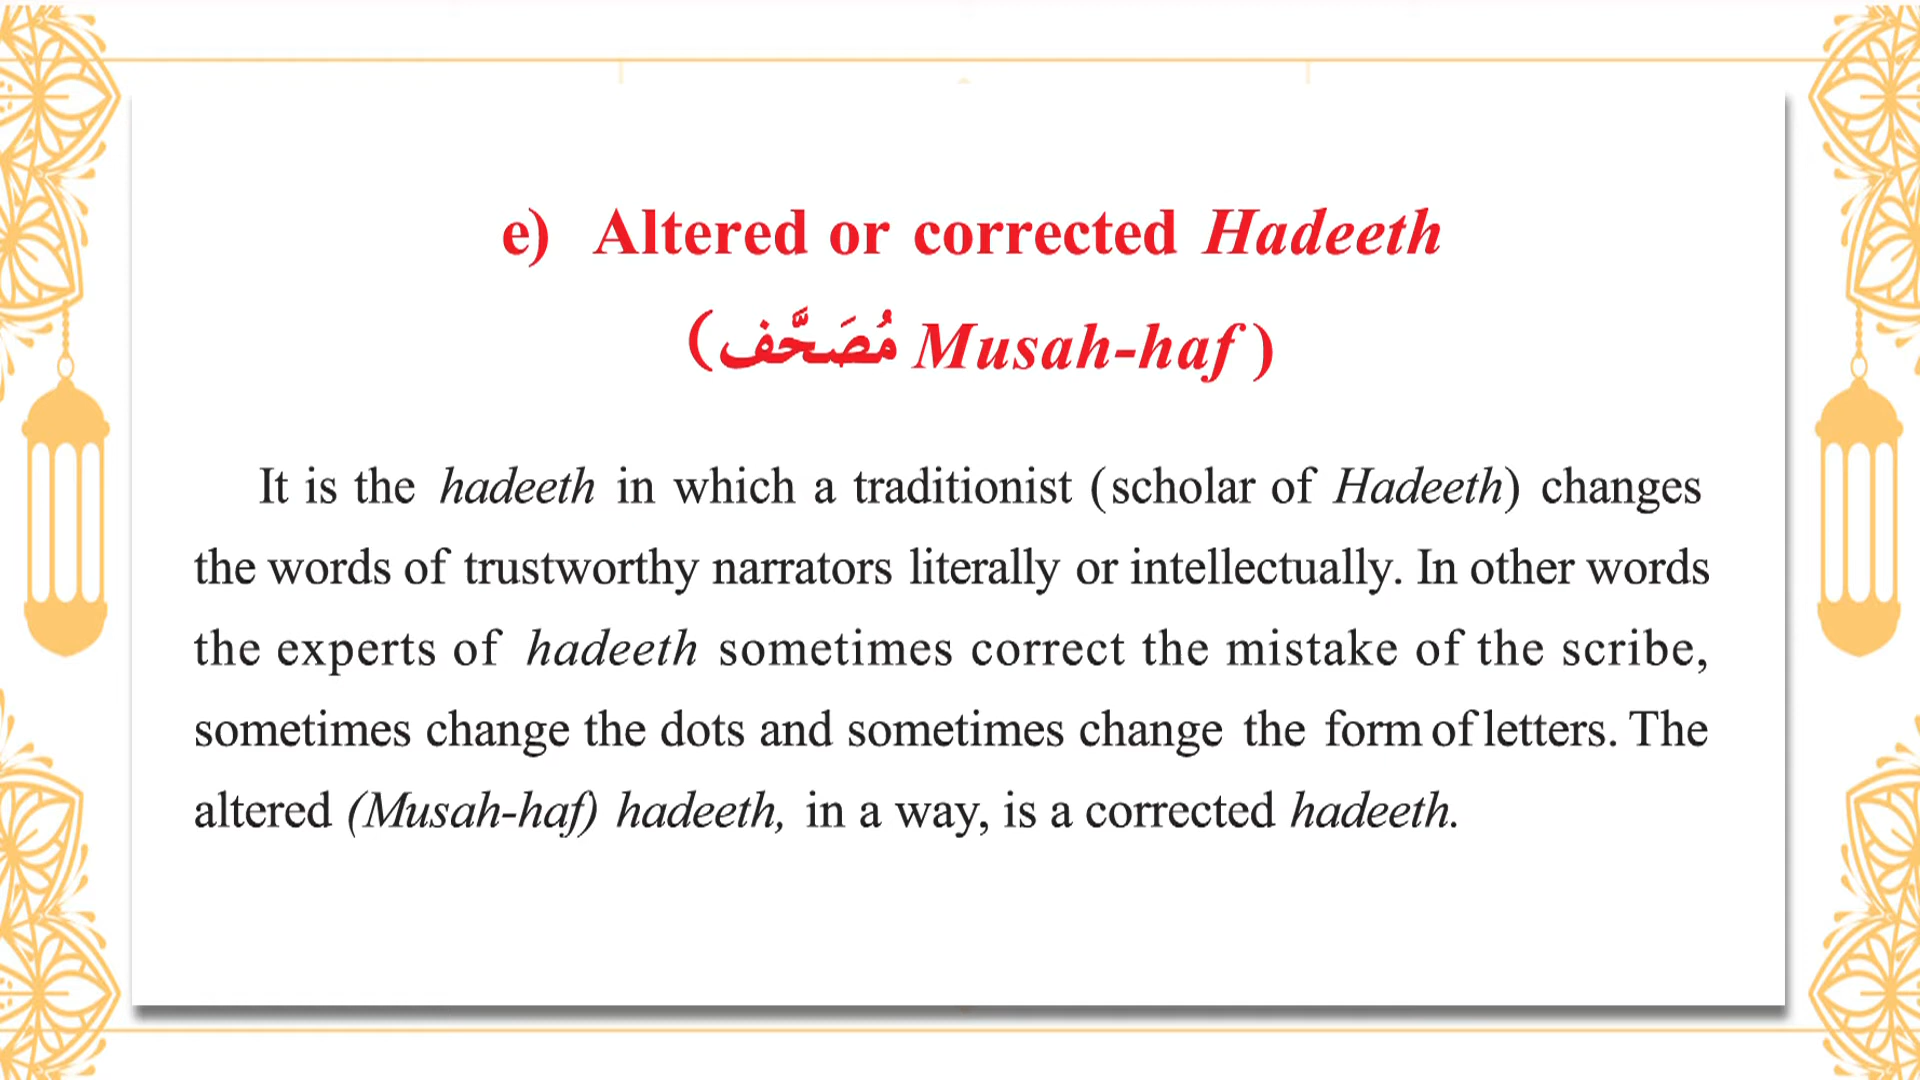 e) Altered or corrected Hadeeth
(مُصَحَّف Musah-haf)
It is the hadeeth in which a traditionist (scholar of Hadeeth) changes
the words of trustworthy narrators literally or intellectually. In other words
the experts of hadeeth sometimes correct the mistake of the scribe,
sometimes change the dots and sometimes change the form of letters. The
altered (Musah-haf) hadeeth, in a way, is a corrected hadeeth.